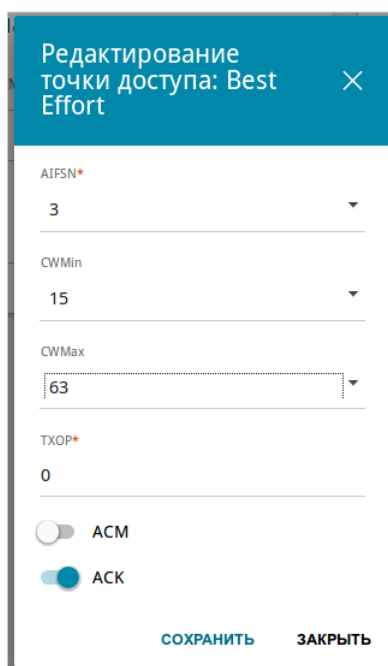 Редактирование
точки доступа: Best
Effort
AIFSN*
3
CWMin
15
CWMax
63
TXOP*
0
ACM
ACK
СОХРАНИТЬ ЗАКРЫТЬ